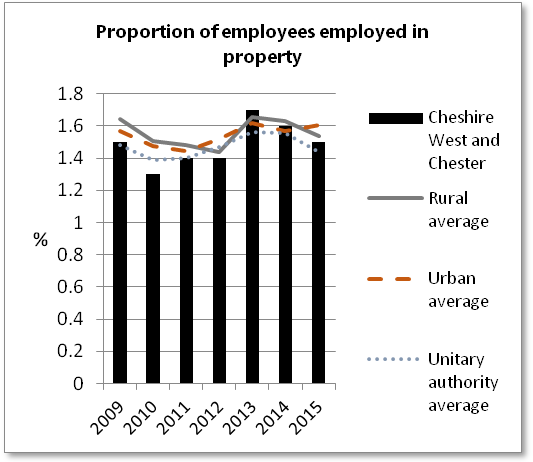 Proportion of employees employed in
property
1.8
1.6
1.4
1.2
1
0.8
0.6
0.4
0.2
0
%
2009
2010
2011
2012
2013
2014
2015
Cheshire
West and
Chester
Rural
average
Urban
average
Unitary
authority
average